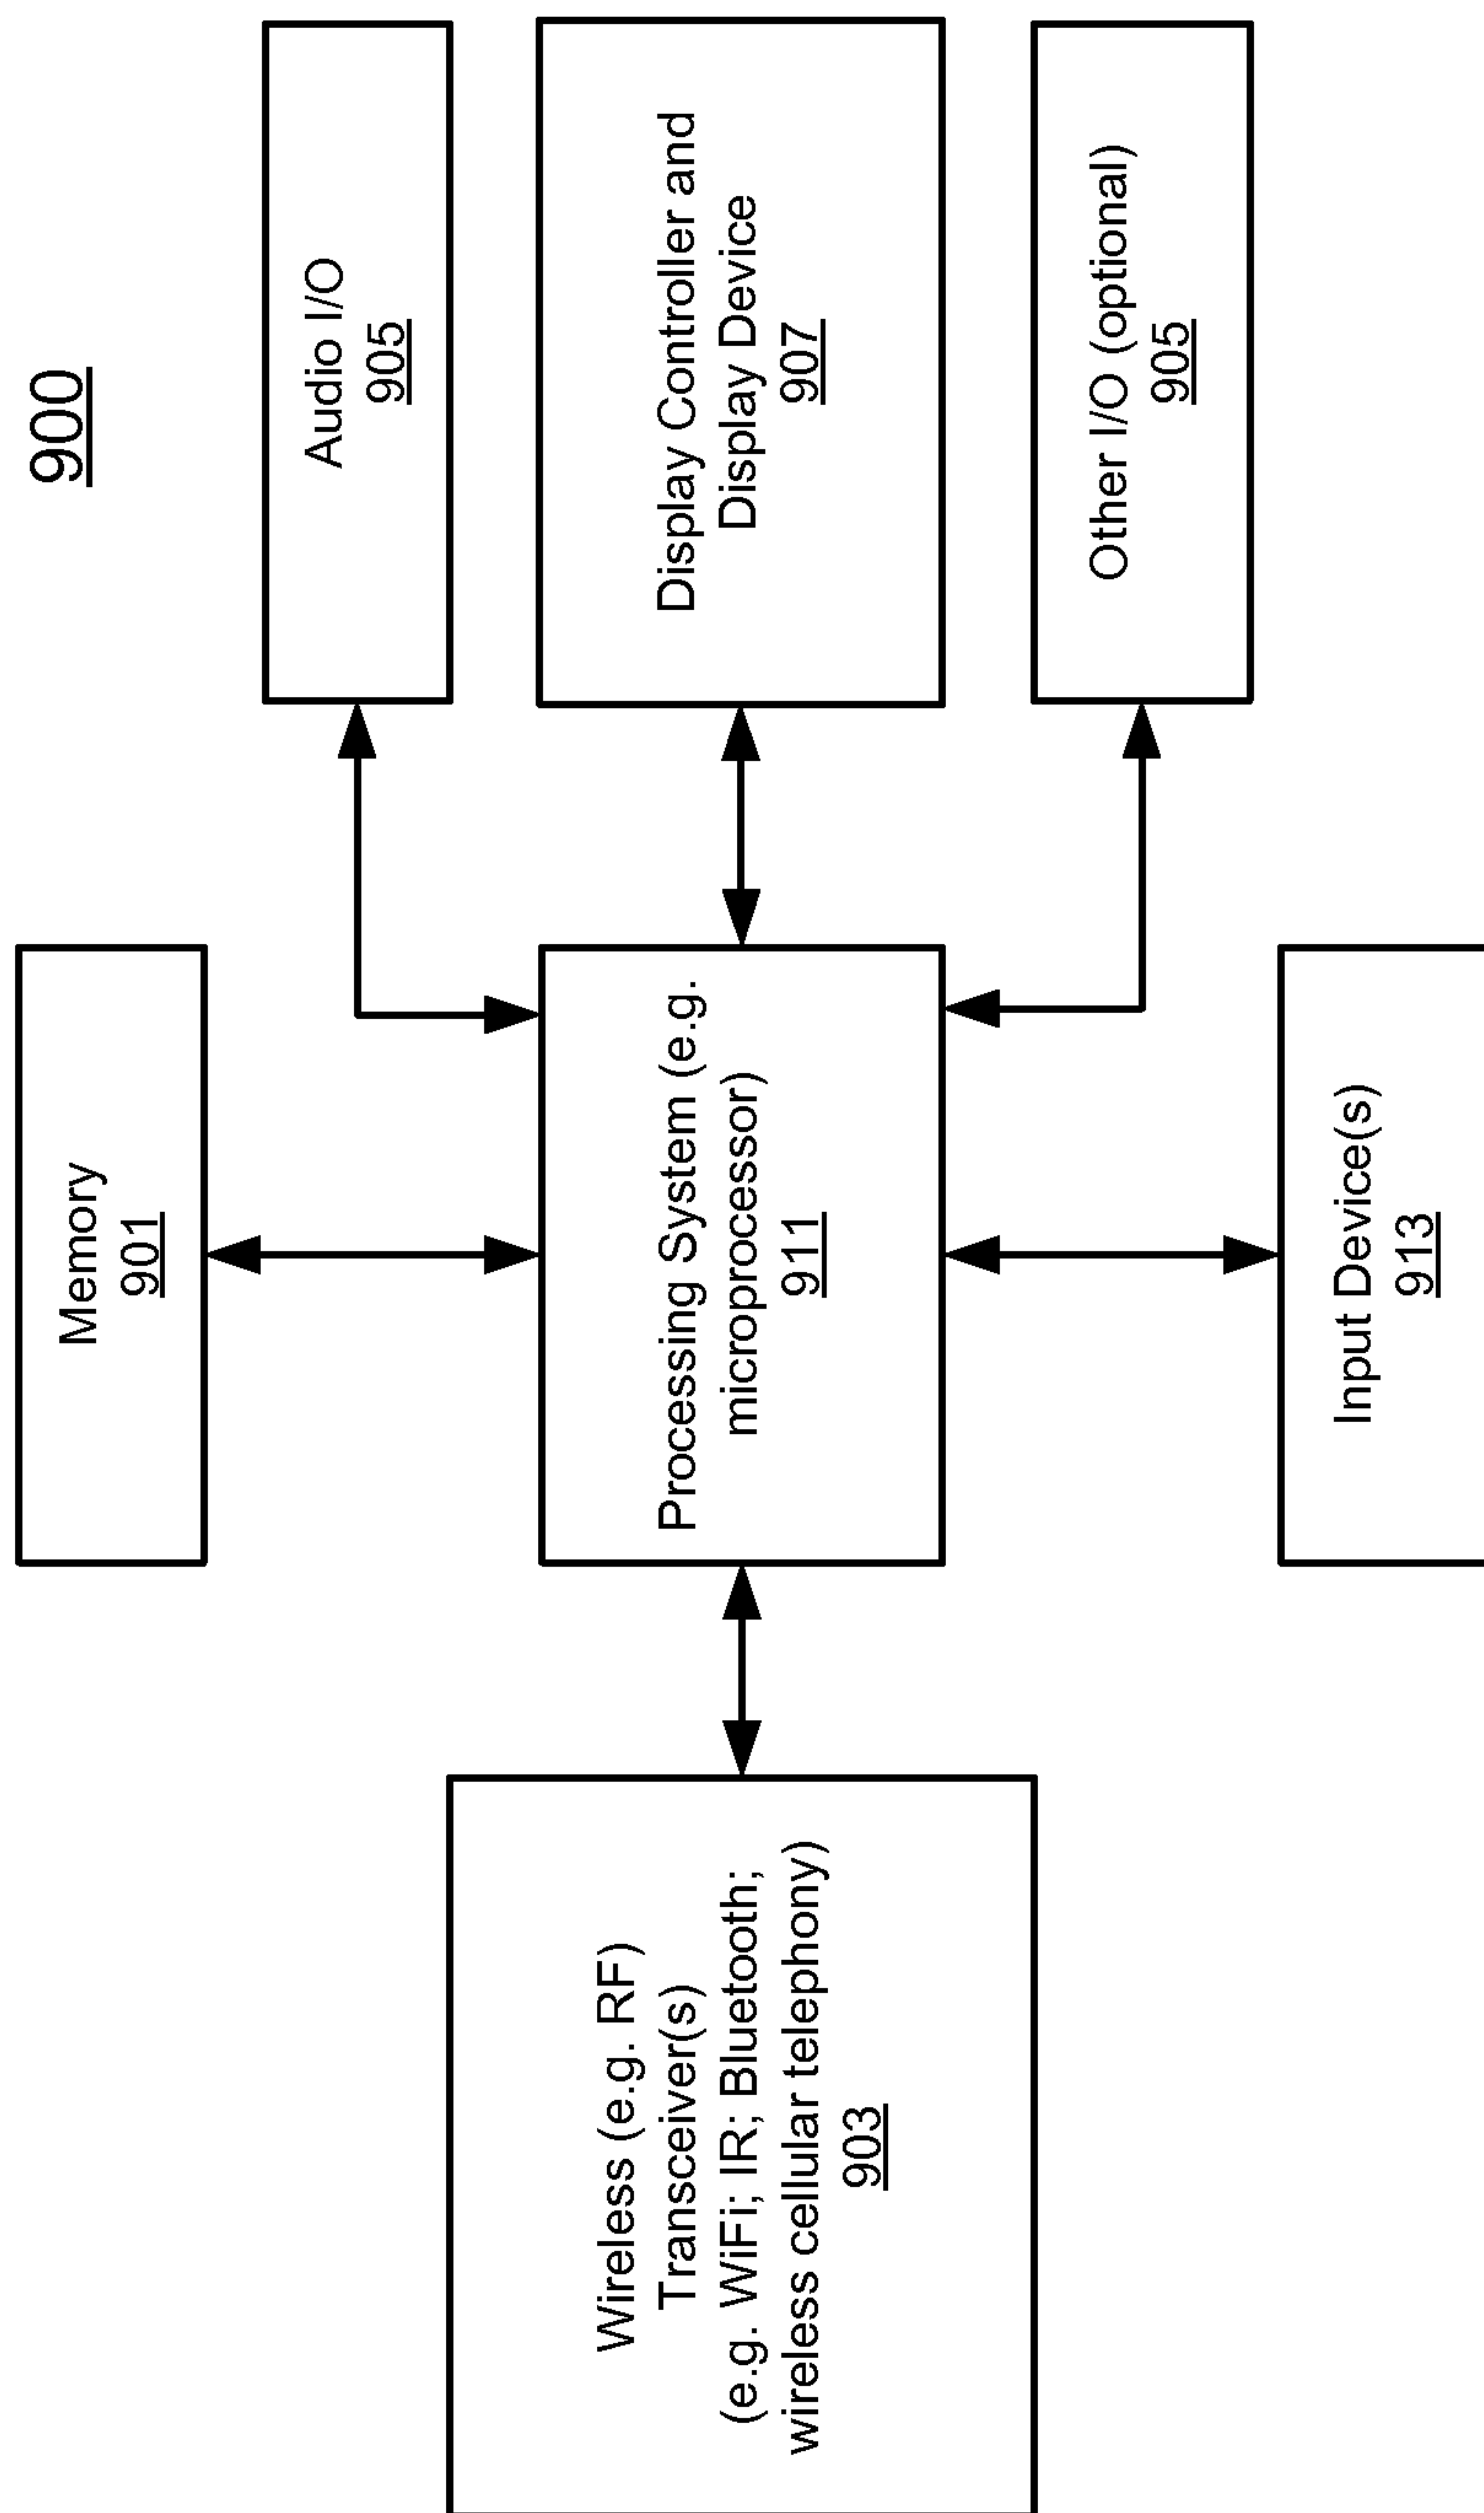 900
Memory
901
Audio I/O
905
Wireless (e.g. RF)
Transceiver(s)
(e.g. WiFi; IR; Bluetooth;
wireless cellular telephony)
903
Processing System (e.g.
microprocessor)
911
Display Controller and
Display Device
907
Other I/O (optional)
905
Input Device(s)
913